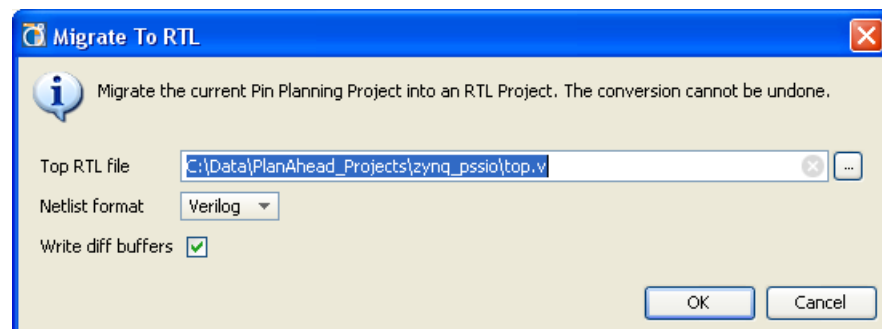 Migrate To RTL
Migrate the current Pin Planning Project into an RTL Project. The conversion cannot be undone.
Top RTL file C:\Data\PlanAhead_Projects\zynq_pssio\top.v ...
Netlist format Verilog
Write diff buffers
OK Cancel